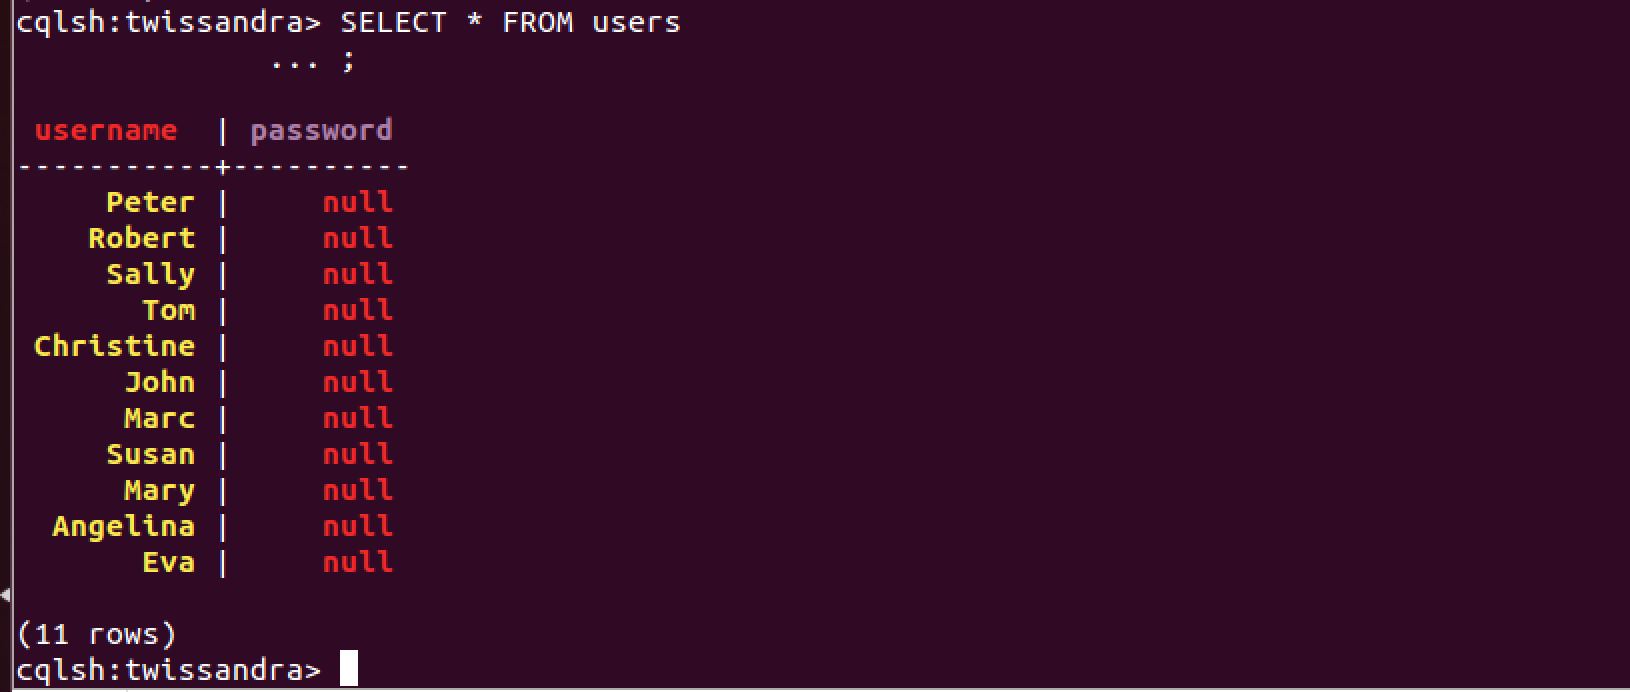 cqlsh:twissandra> SELECT * FROM users
... ;
username | password
-----------+----------
Peter | null
Robert | null
Sally | null
Tom | null
Christine | null
John | null
Marc | null
Susan | null
Mary | null
Angelina | null
Eva | null
(11 rows)
cqlsh:twissandra>